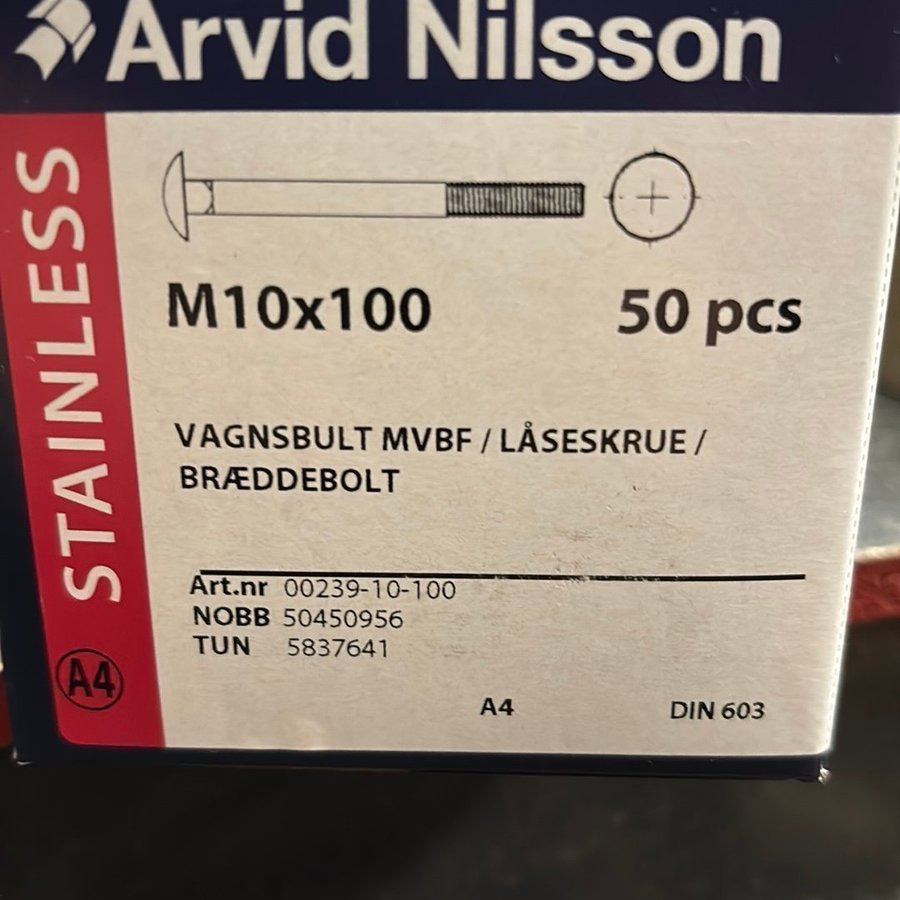 Arvid Nilsson
STAINLESS
A4
M10x100
50 pcs
VAGNSBULT MVBF / LÅSESKRUE /
BRÆDDEBOLT
Art.nr 00239-10-100
NOBB 50450956
TUN 5837641
A4
DIN 603